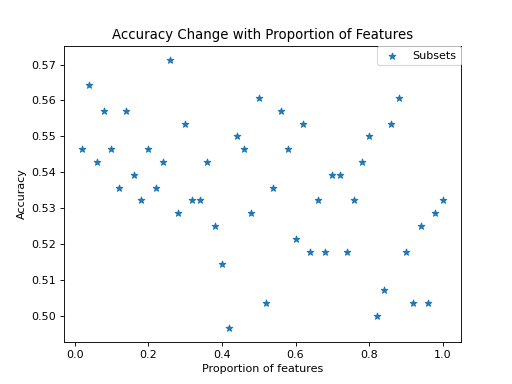 Accuracy Change with Proportion of Features
Subsets
0.57
0.56
0.55
0.54
0.53
0.52
0.51
0.50
Accuracy
0.0 0.2 0.4 0.6 0.8 1.0
Proportion of features